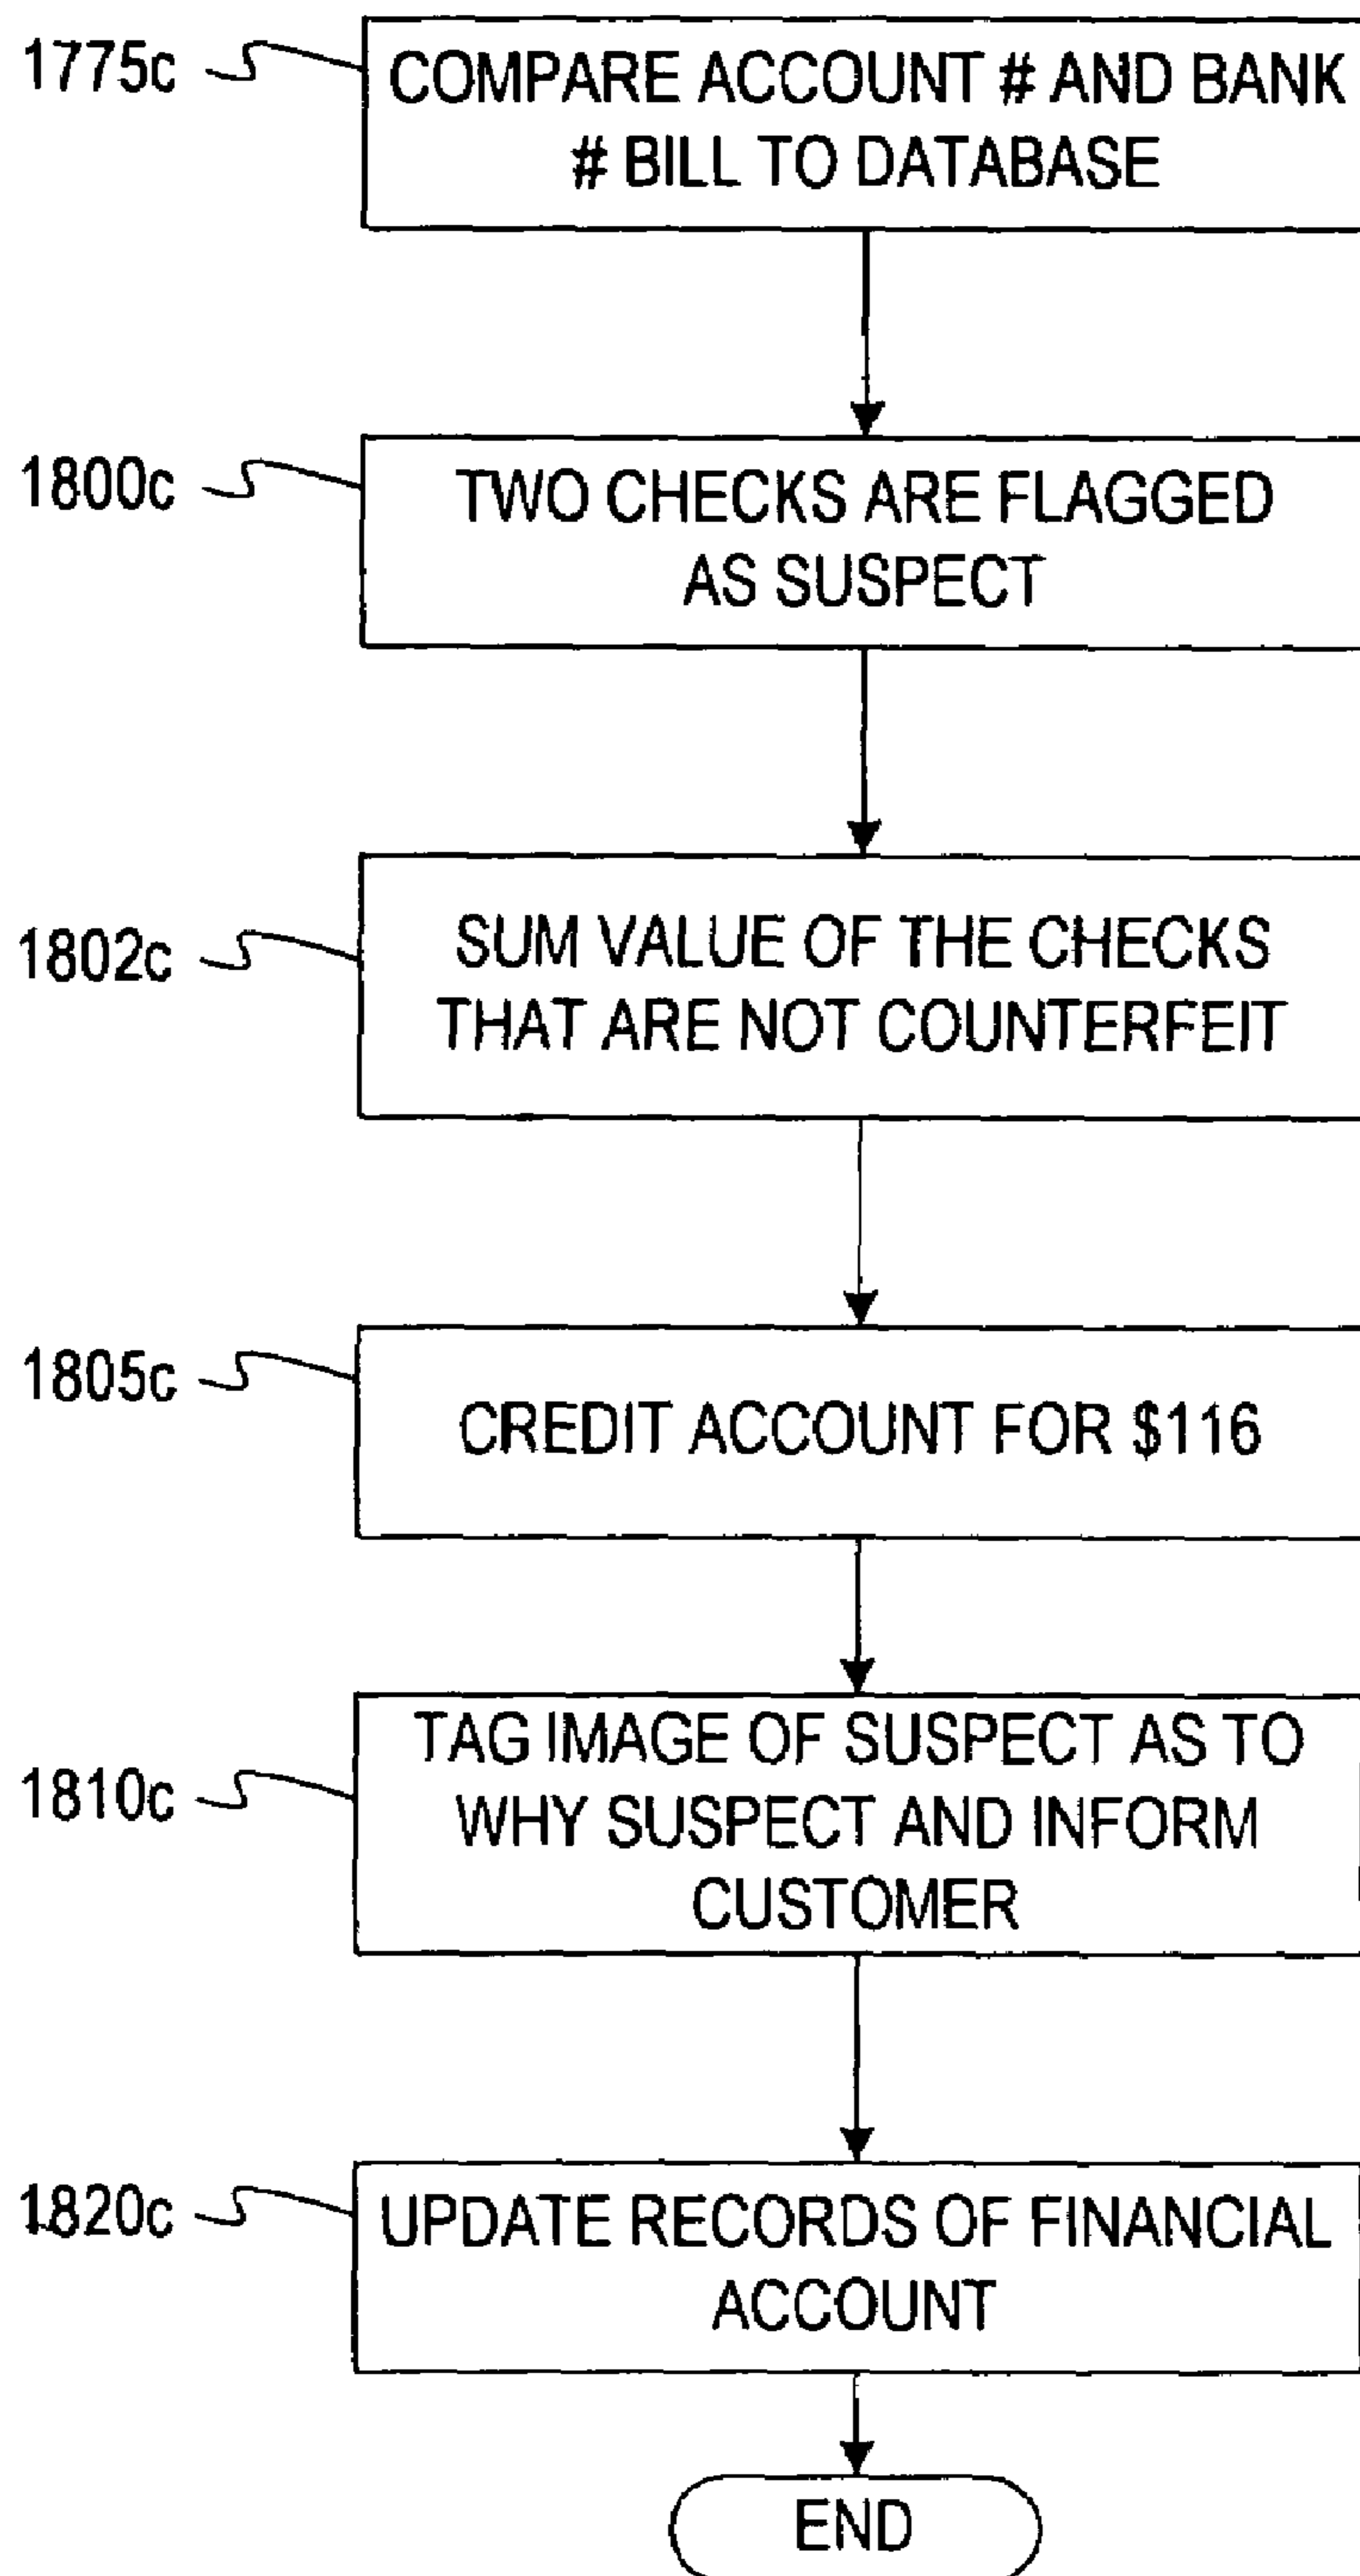 1775c
COMPARE ACCOUNT # AND BANK
# BILL TO DATABASE
1800c
TWO CHECKS ARE FLAGGED
AS SUSPECT
1802c
SUM VALUE OF THE CHECKS
THAT ARE NOT COUNTERFEIT
1805c
CREDIT ACCOUNT FOR $116
1810c
TAG IMAGE OF SUSPECT AS TO
WHY SUSPECT AND INFORM
CUSTOMER
1820c
UPDATE RECORDS OF FINANCIAL
ACCOUNT
END